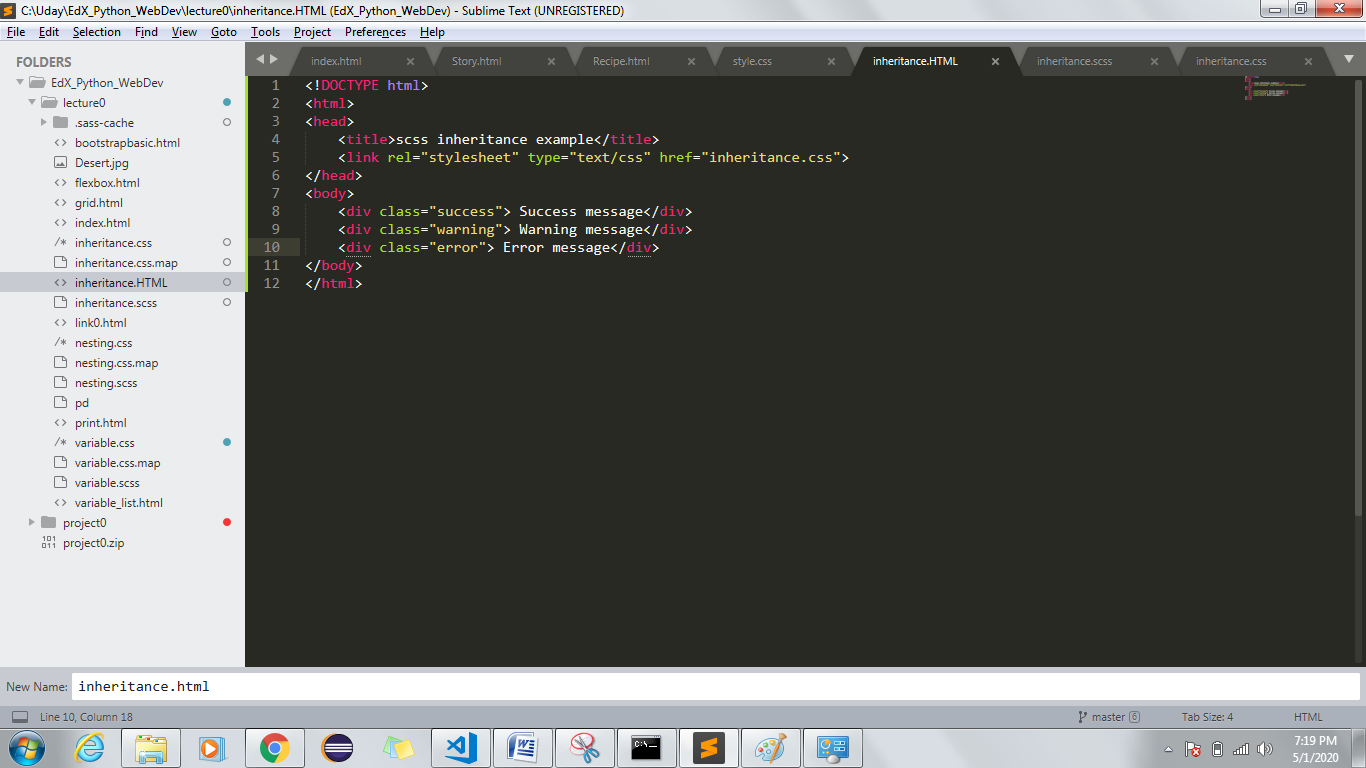 C:\Uday\EdX_Python_WebDev\lecture0\inheritance.HTML (EdX_Python_WebDev) - Sublime Text (UNREGISTERED)
File Edit Selection Find View Goto Tools Project Preferences Help
FOLDERS
EdX_Python_WebDev
lecture0
.sass-cache
bootstrapbasic.html
Desert.jpg
flexbox.html
grid.html
index.html
inheritance.css
inheritance.css.map
inheritance.HTML
inheritance.scss
link0.html
nesting.css
nesting.css.map
nesting.scss
pd
print.html
variable.css
variable.css.map
variable.scss
variable_list.html
project0
project0.zip
index.html Story.html Recipe.html style.css inheritance.HTML inheritance.scss inheritance.css
1 <!DOCTYPE html>
2 <html>
3 <head>
4 <title>scss inheritance example</title>
5 <link rel="stylesheet" type="text/css" href="inheritance.css">
6 </head>
7 <body>
8 <div class="success"> Success message</div>
9 <div class="warning"> Warning message</div>
10 <div class="error"> Error message</div>
11 </body>
12 </html>
New Name: inheritance.html
Line 10, Column 18 master 6 Tab Size: 4 HTML
7:19 PM
5/1/2020